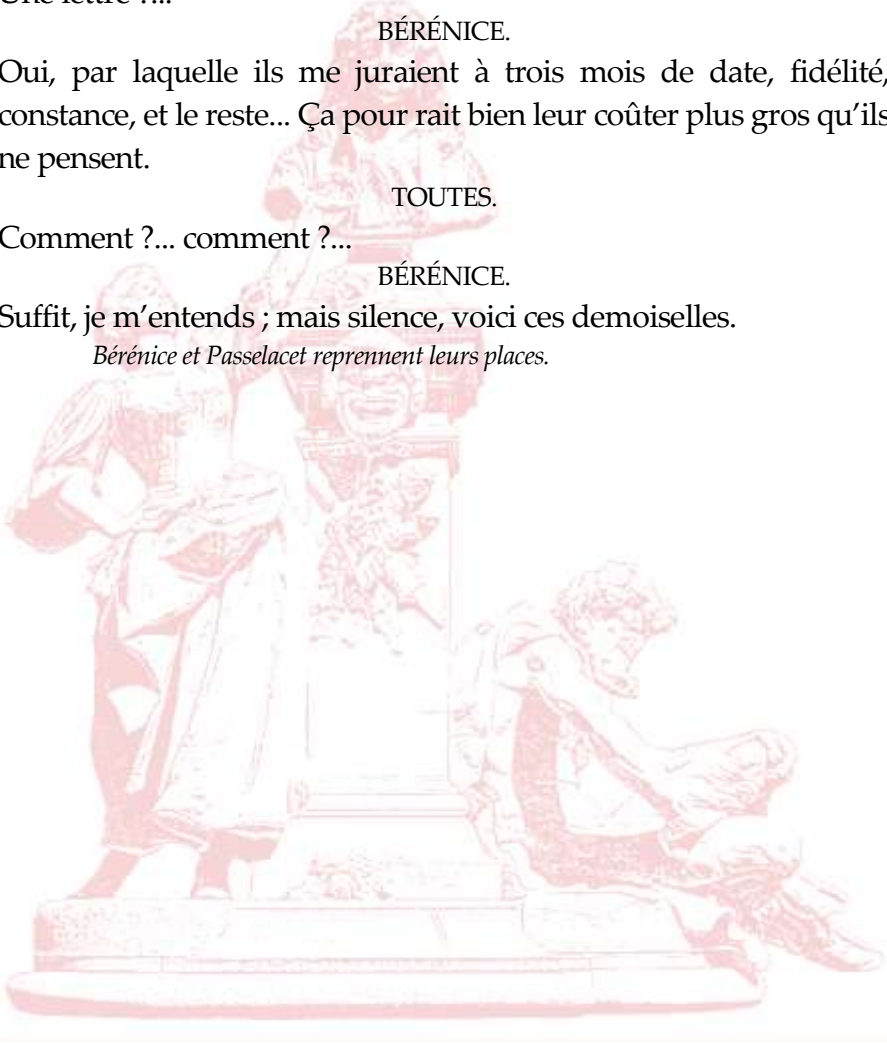 Une lettre ?...
BÉRÉNICE.
Oui, par laquelle ils me juraient à trois mois de date, fidélité,
constance, et le reste... Ça pour rait bien leur coûter plus gros qu’ils
ne pensent.
TOUTES.
Comment ?... comment ?...
BÉRÉNICE.
Suffit, je m’entends ; mais silence, voici ces demoiselles.
Bérénice et Passelacet reprennent leurs places.